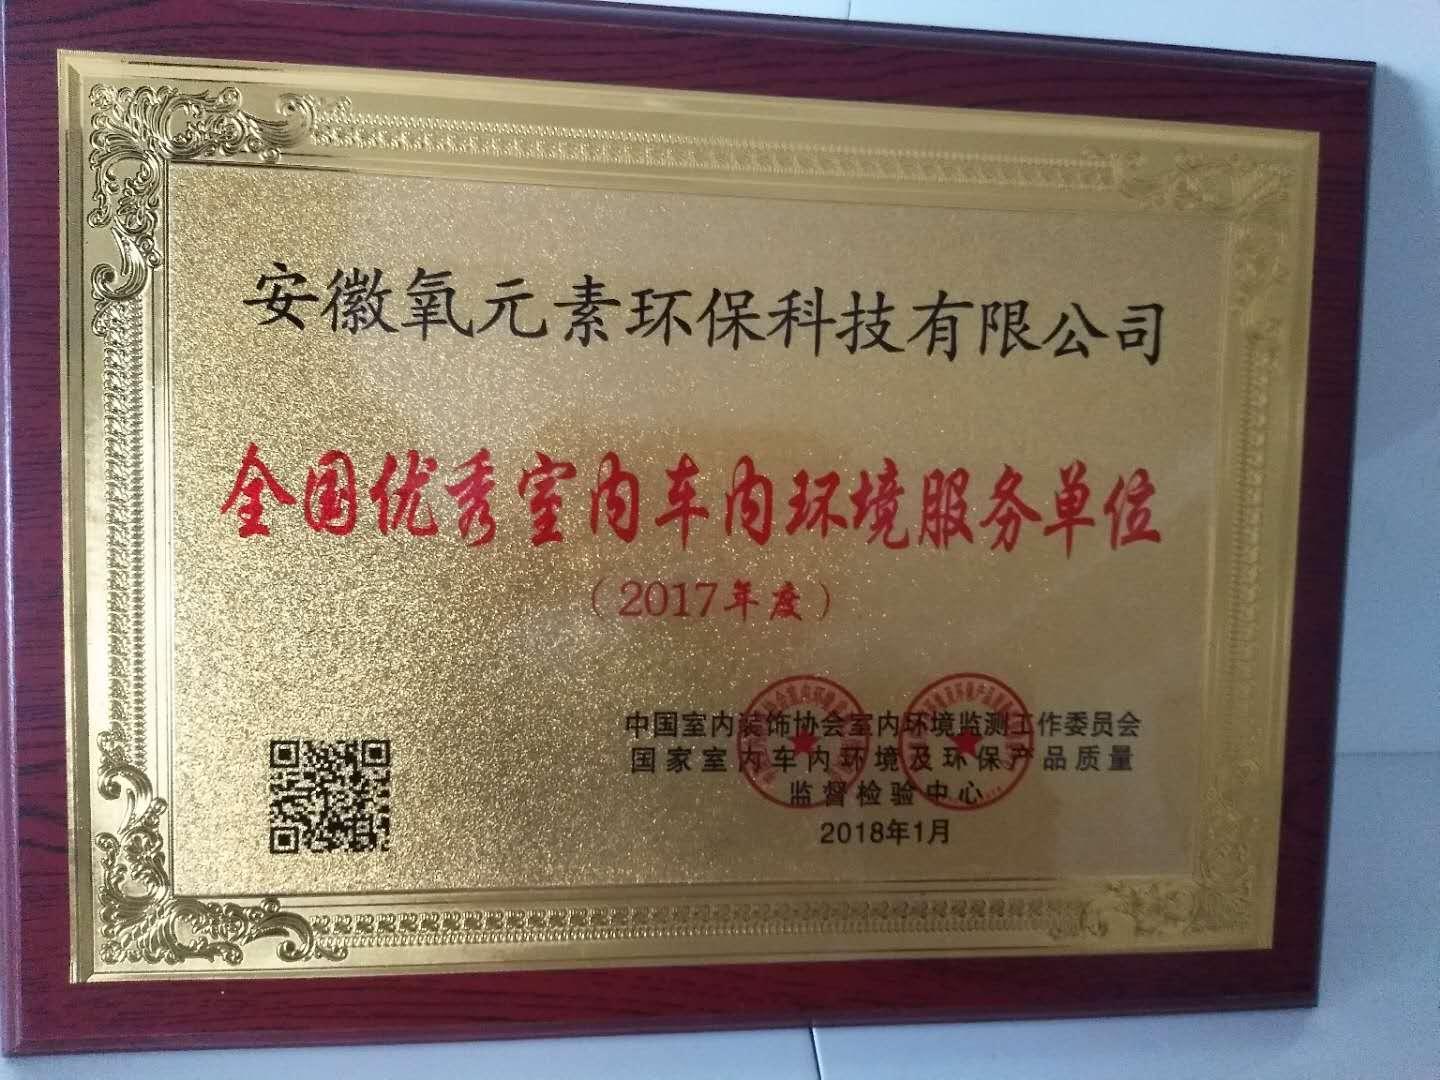 安徽氧元素环保科技有限公司
全国优秀室内车内环境服务单位
（2017年度）
中国室内装饰协会室内环境监测工作委员会
国家室内车内环境及环保产品质量
监督检验中心
2018年1月